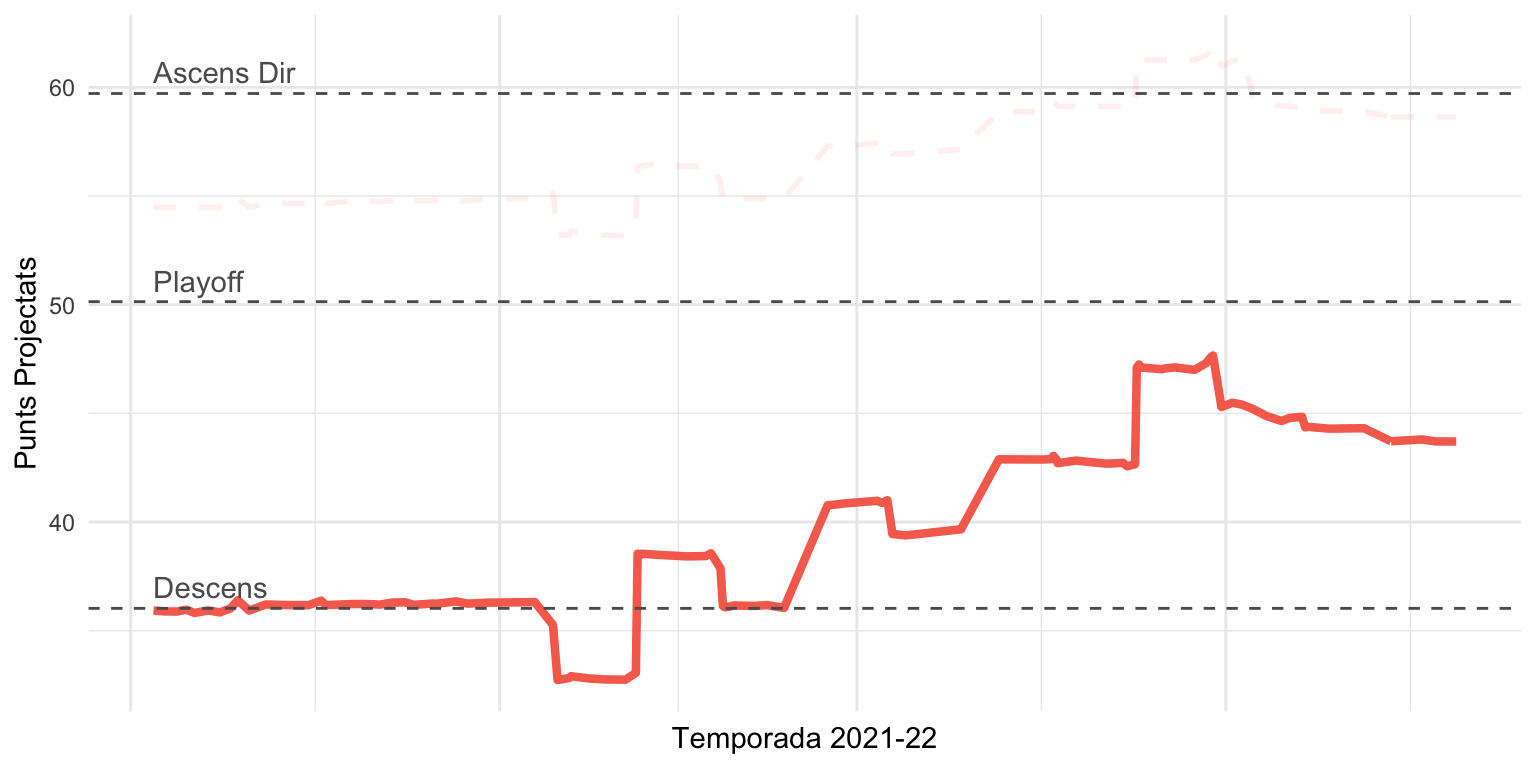 Ascens Dir
60
Playoff
50
Punts Projectats
40
Descens
Temporada 2021-22